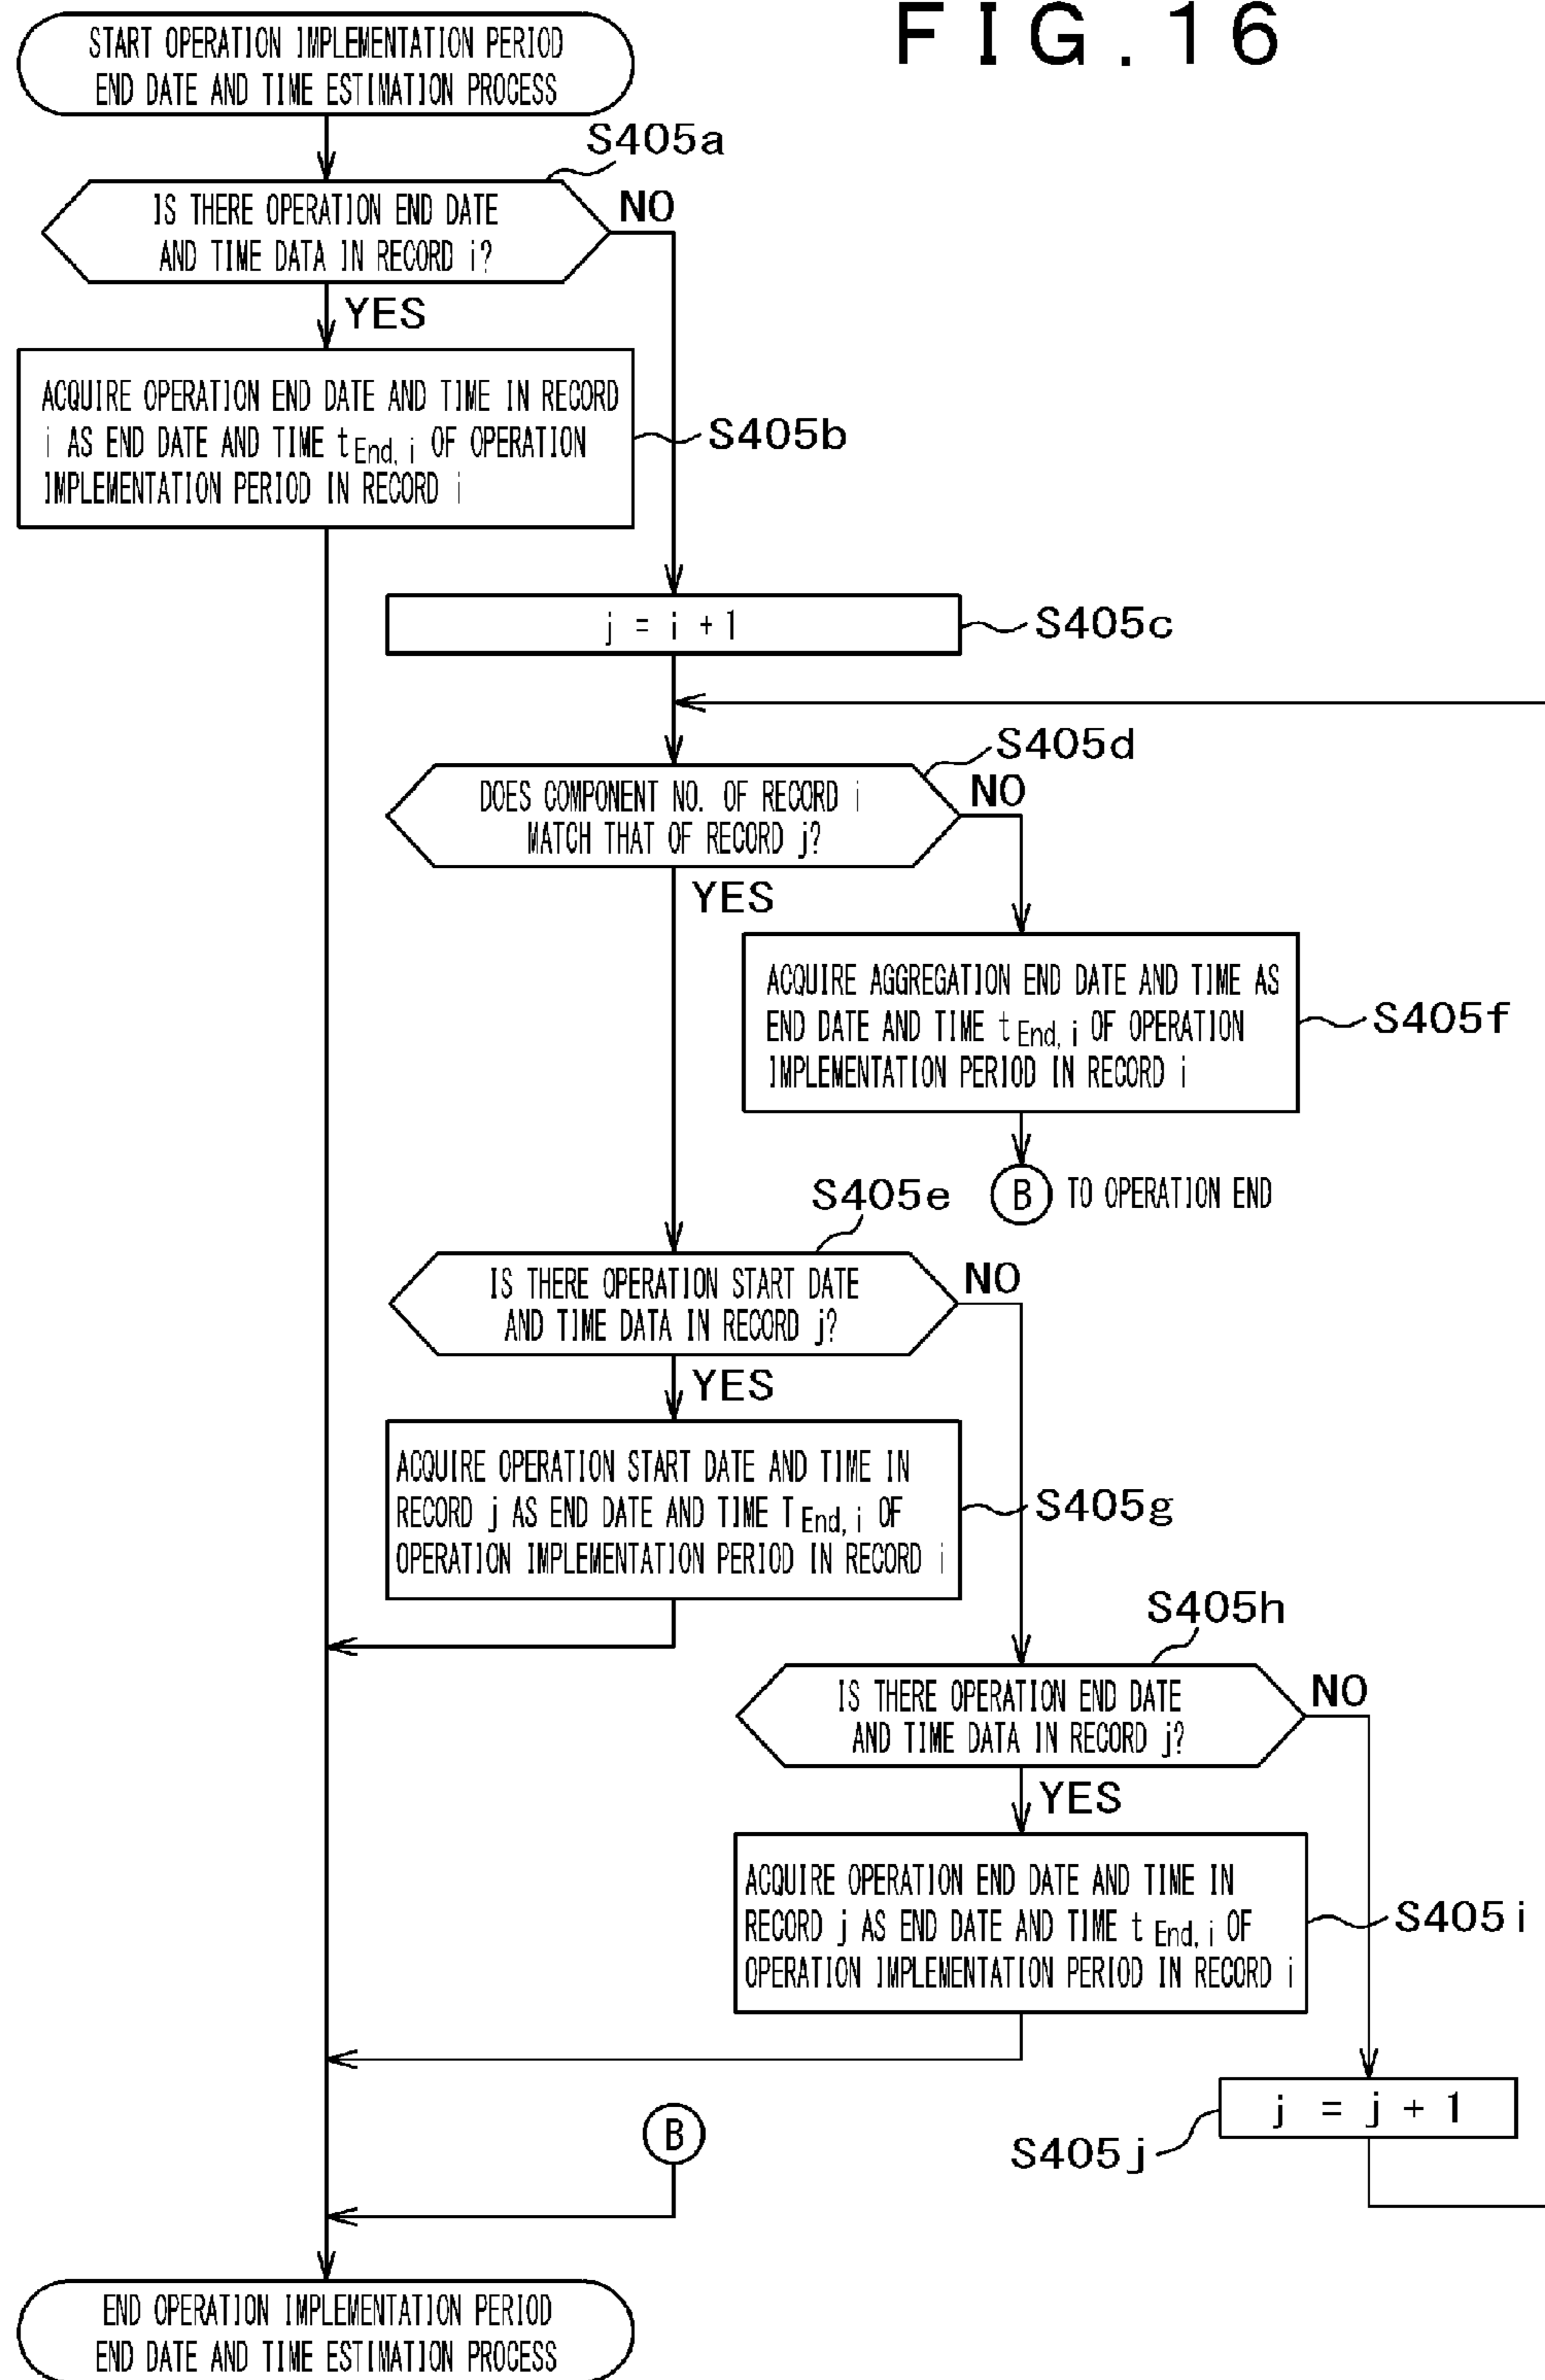 FIG.16
START OPERATION IMPLEMENTATION PERIOD
END DATE AND TIME ESTIMATION PROCESS
S405a
IS THERE OPERATION END DATE
AND TIME DATA IN RECORD i?
NO
YES
ACQUIRE OPERATION END DATE AND TIME IN RECORD
i AS END DATE AND TIME tEnd, i OF OPERATION
IMPLEMENTATION PERIOD IN RECORD i
S405b
j = i + 1
S405c
S405d
DOES COMPONENT NO. OF RECORD i
MATCH THAT OF RECORD j?
NO
YES
ACQUIRE AGGREGATION END DATE AND TIME AS
END DATE AND TIME tEnd, i OF OPERATION
IMPLEMENTATION PERIOD IN RECORD i
S405f
B TO OPERATION END
S405e
IS THERE OPERATION START DATE
AND TIME DATA IN RECORD j?
NO
YES
ACQUIRE OPERATION START DATE AND TIME IN
RECORD j AS END DATE AND TIME TEnd, i OF
OPERATION IMPLEMENTATION PERIOD IN RECORD i
S405g
S405h
IS THERE OPERATION END DATE
AND TIME DATA IN RECORD j?
NO
YES
ACQUIRE OPERATION END DATE AND TIME IN
RECORD j AS END DATE AND TIME tEnd, i OF
OPERATION IMPLEMENTATION PERIOD IN RECORD i
S405i
j = j + 1
S405j
B
END OPERATION IMPLEMENTATION PERIOD
END DATE AND TIME ESTIMATION PROCESS